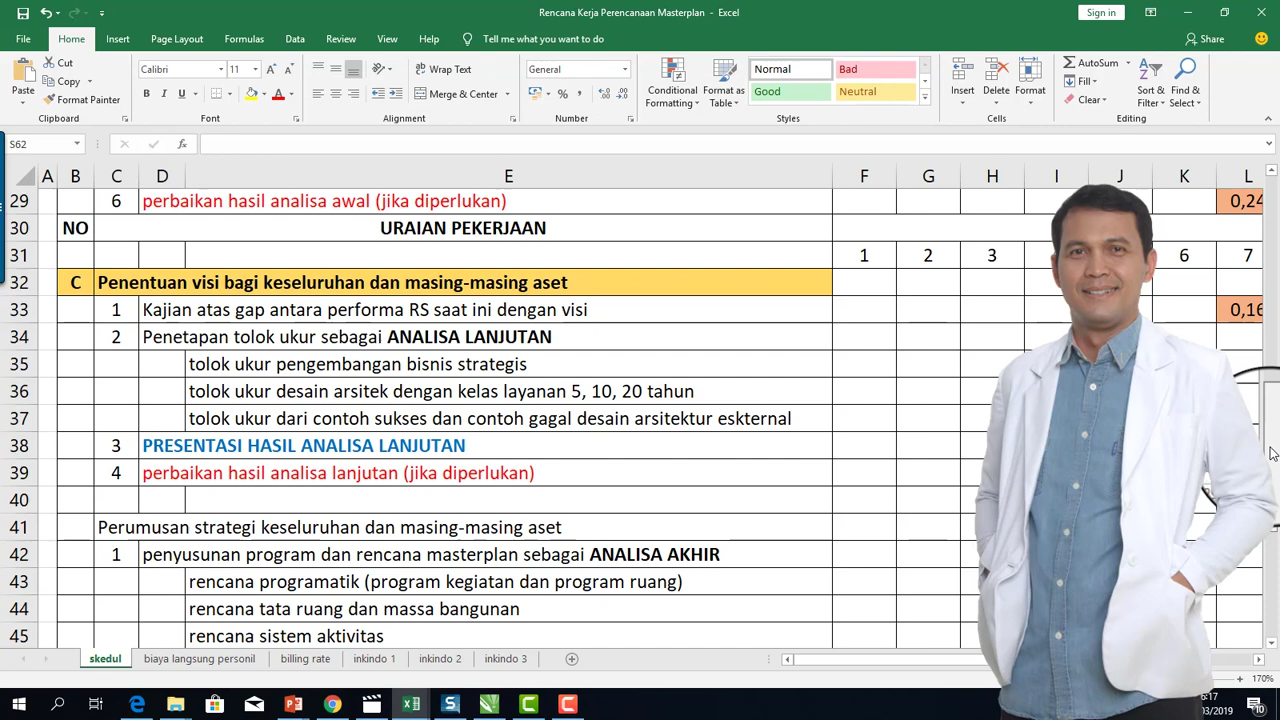 Rencana Kerja Perencanaan Masterplan - Excel
Sign in
File Home Insert Page Layout Formulas Data Review View Help Tell me what you want to do Share
Paste Cut Copy Format Painter Clipboard
Calibri 11 B I U Font
Wrap Text Merge & Center Alignment
General % , Number
Conditional Formatting Format as Table Normal Bad Good Neutral Styles
Insert Delete Format Cells
AutoSum Fill Clear Sort & Filter Find & Select Editing
S62 fx
A B C D E F G H I J K L
29 6 perbaikan hasil analisa awal (jika diperlukan) 0,24
30 NO URAIAN PEKERJAAN
31 1 2 3 6 7
32 C Penentuan visi bagi keseluruhan dan masing-masing aset
33 1 Kajian atas gap antara performa RS saat ini dengan visi 0,16
34 2 Penetapan tolok ukur sebagai ANALISA LANJUTAN
35 tolok ukur pengembangan bisnis strategis
36 tolok ukur desain arsitek dengan kelas layanan 5, 10, 20 tahun
37 tolok ukur dari contoh sukses dan contoh gagal desain arsitektur eskternal
38 3 PRESENTASI HASIL ANALISA LANJUTAN
39 4 perbaikan hasil analisa lanjutan (jika diperlukan)
40
41 Perumusan strategi keseluruhan dan masing-masing aset
42 1 penyusunan program dan rencana masterplan sebagai ANALISA AKHIR
43 rencana programatik (program kegiatan dan program ruang)
44 rencana tata ruang dan massa bangunan
45 rencana sistem aktivitas
skedul biaya langsung personil billing rate inkindo 1 inkindo 2 inkindo 3
170%
6:17
03/2019
10